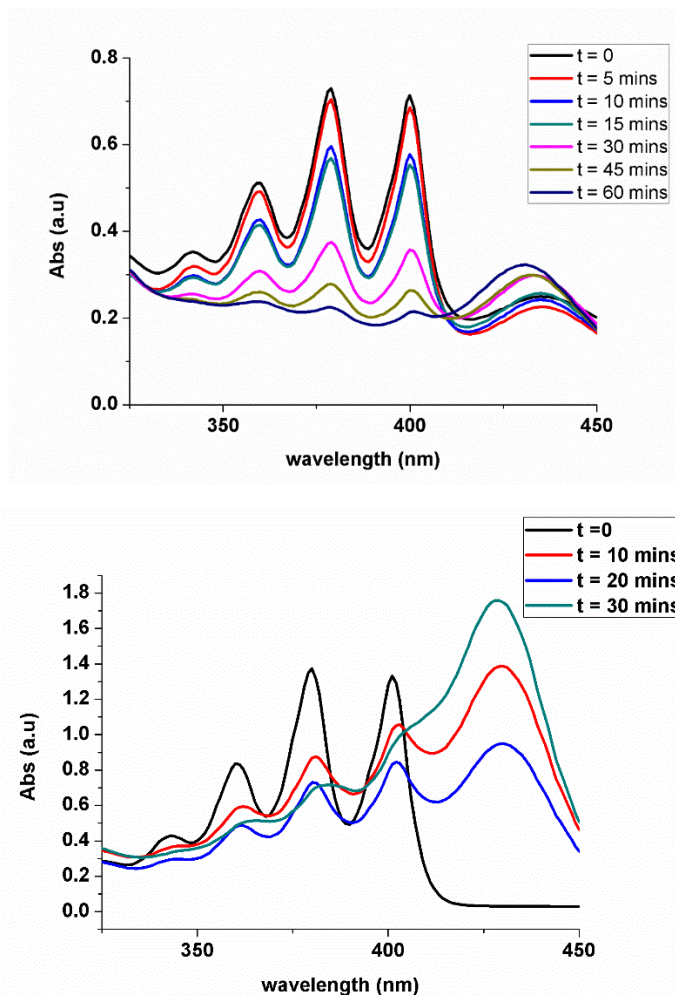 t = 0
t = 5 mins
t = 10 mins
t = 15 mins
t = 30 mins
t = 45 mins
t = 60 mins
0.8
0.6
0.4
0.2
0.0
Abs (a.u)
350
400
450
wavelength (nm)
t =0
t = 10 mins
t = 20 mins
t = 30 mins
1.8
1.6
1.4
1.2
1.0
0.8
0.6
0.4
0.2
0.0
Abs (a.u)
350
400
450
wavelength (nm)